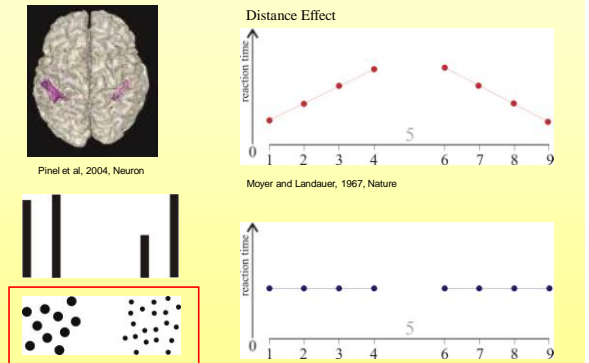 Distance Effect
reaction time
5
0
1 2 3 4 6 7 8 9
Pinel et al, 2004, Neuron
Moyer and Landauer, 1967, Nature
reaction time
5
0
1 2 3 4 6 7 8 9